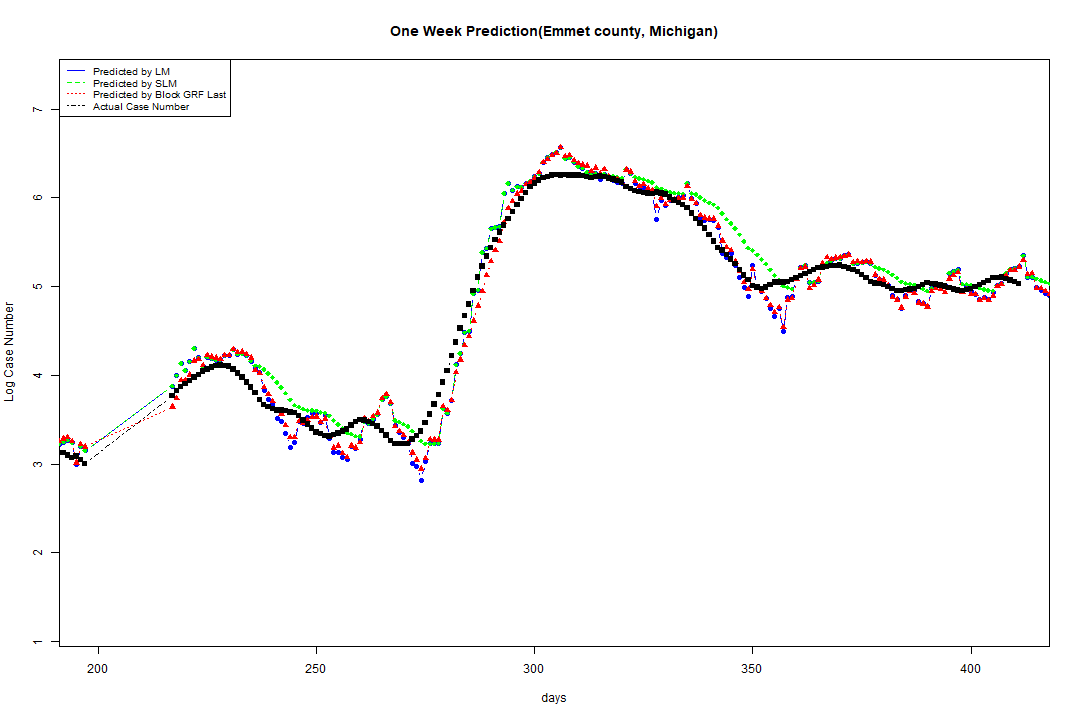 One Week Prediction(Emmet county, Michigan)
Predicted by LM
Predicted by SLM
Predicted by Block GRF Last
Actual Case Number
Log Case Number
7
6
5
4
3
2
1
200 250 300 350 400
days